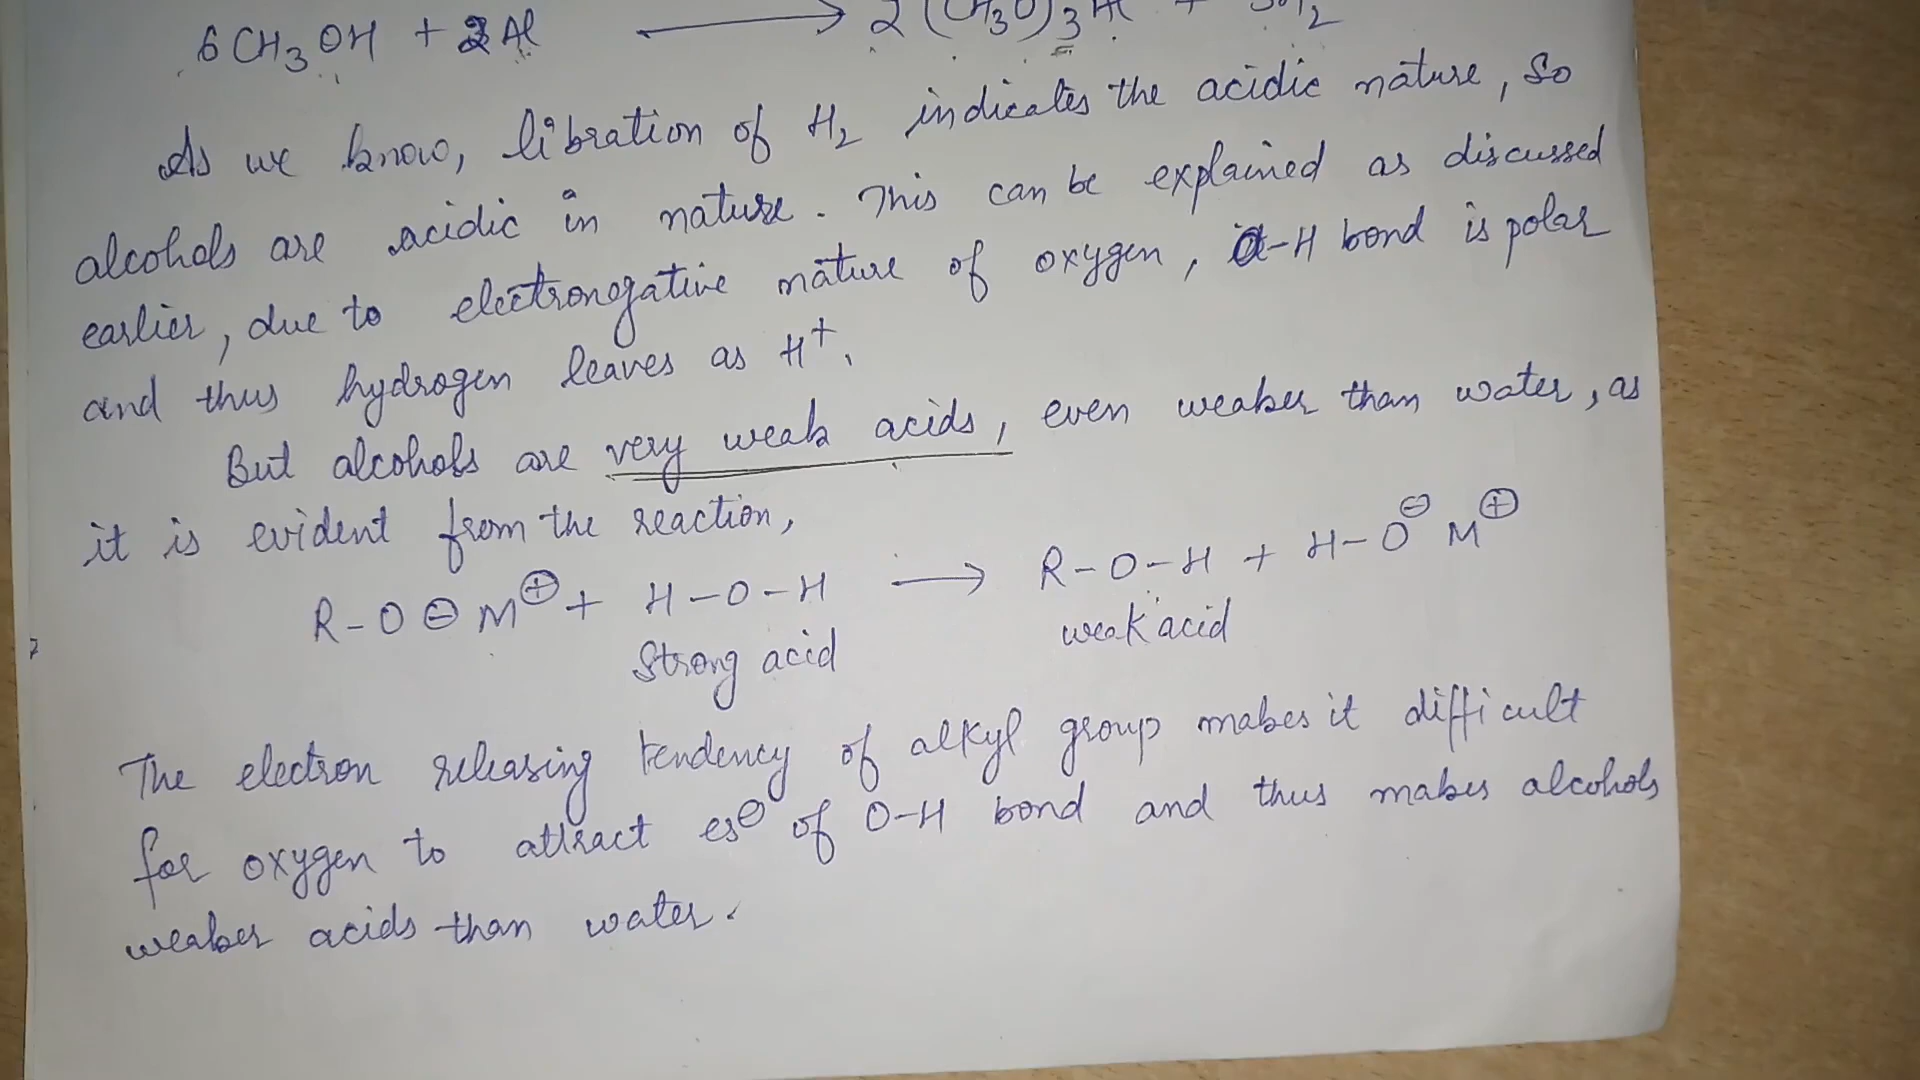 6CH₃OH + 2Al ⟶ 2(CH₃O)₃Al + 3H₂
As we know, libration of H₂ indicates the acidic nature, so
alcohols are acidic in nature. This can be explained as discussed
earlier, due to electronegative nature of oxygen, O-H bond is polar
and thus hydrogen leaves as H⁺.
But alcohols are very weak acids, even weaker than water, as
it is evident from the reaction,
R-O⊖ M⊕ + H-O-H ⟶ R-O-H + H-O⊖ M⊕
Strong acid weak acid
The electron releasing tendency of alkyl group makes it difficult
for oxygen to attract es⊖ of O-H bond and thus makes alcohols
weaker acids than water.